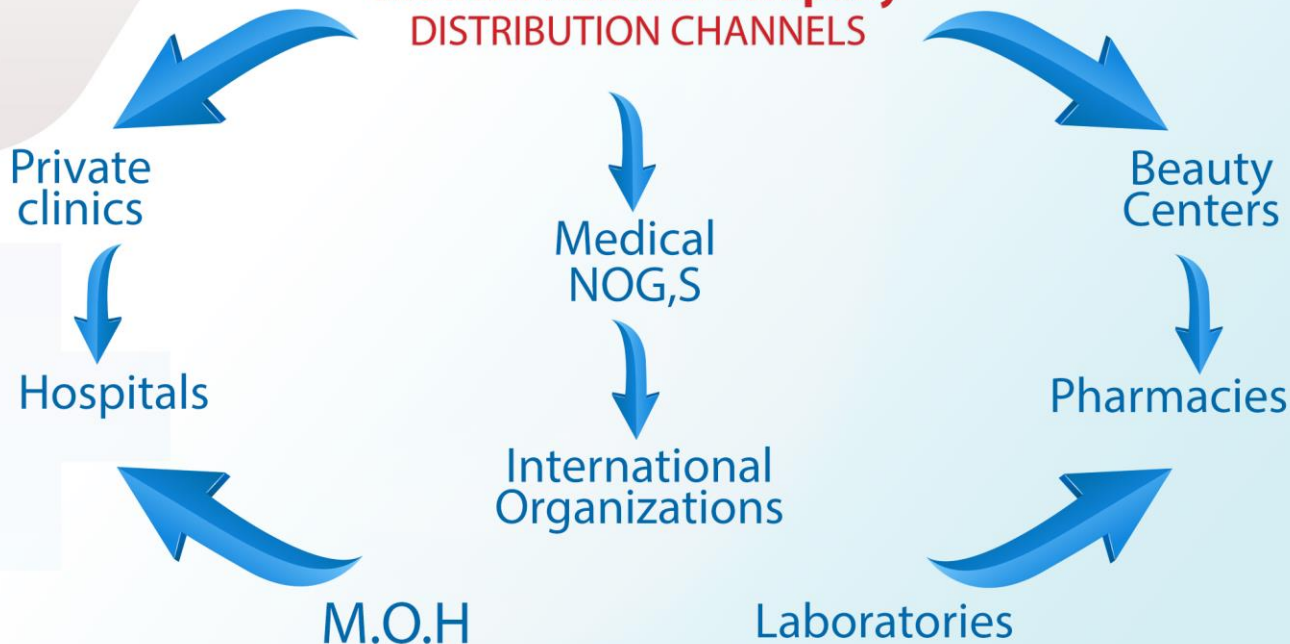 DISTRIBUTION CHANNELS
Private
clinics
Beauty
Centers
Medical
NOG,S
Hospitals
Pharmacies
International
Organizations
M.O.H
Laboratories